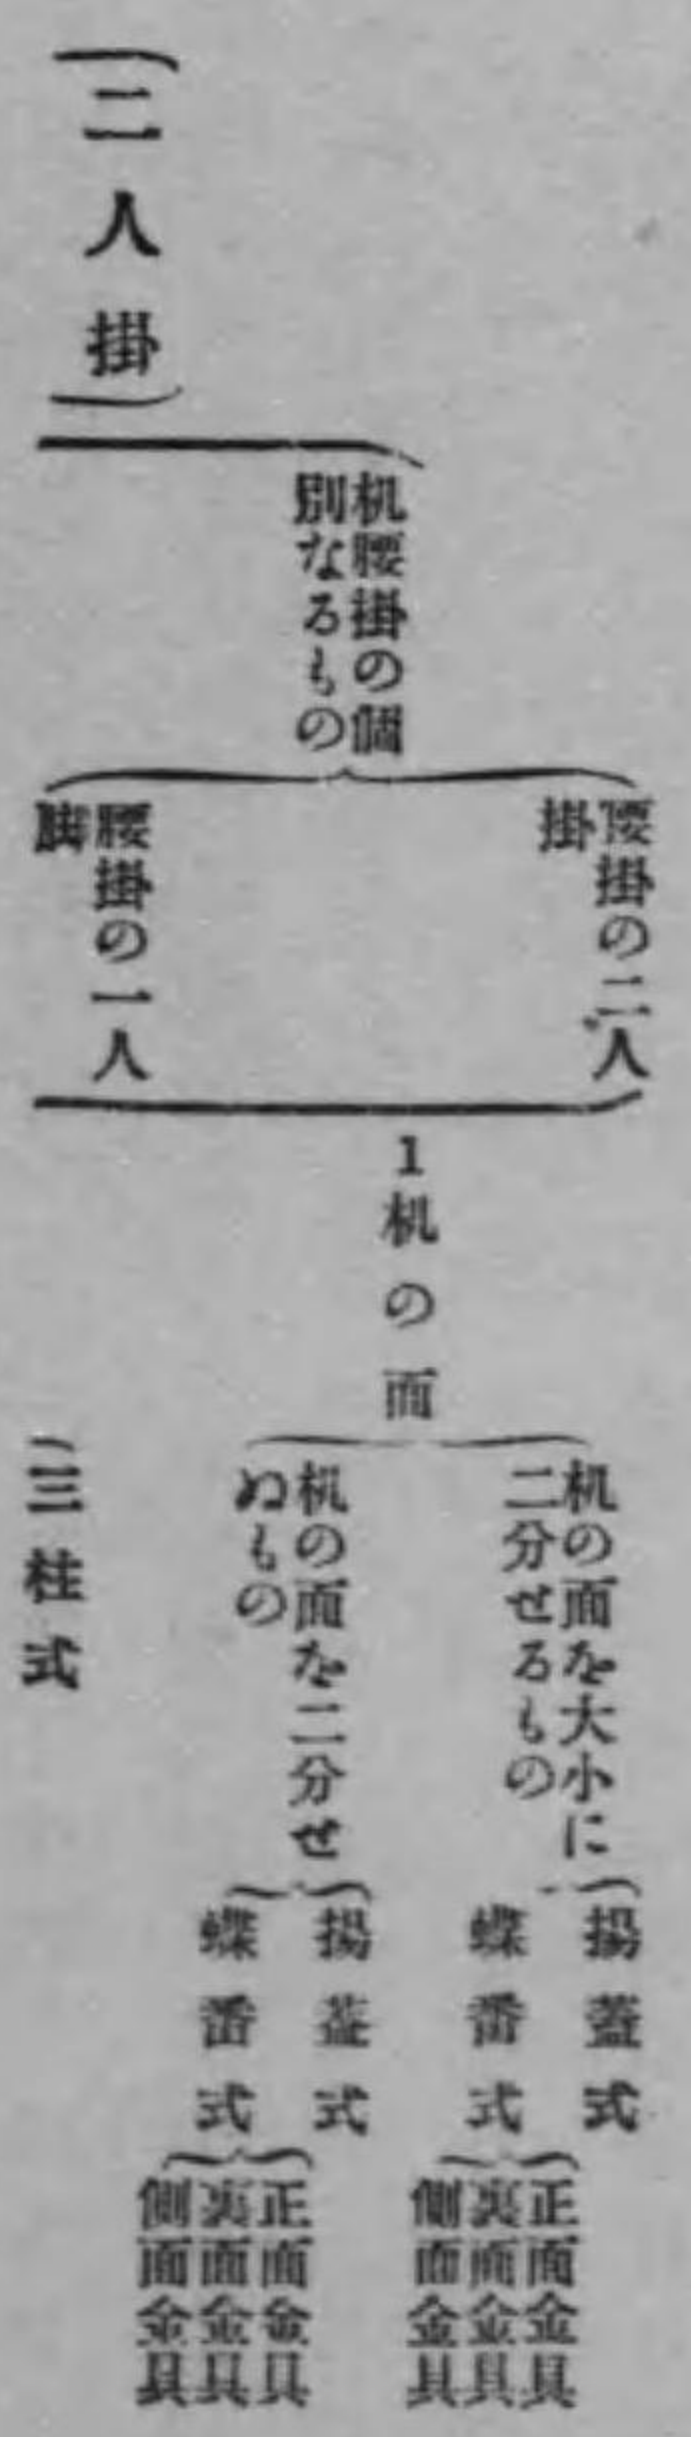 (二人掛)
机腰掛の個
別なるもの
腰掛の二人
掛
腰掛の一人
掛
1机の面
机の面を大小に
二分せるもの
揚蓋式
蝶番式
正面金具
裏面金具
側面金具
机の面を二分せ
ぬもの
揚蓋式
蝶番式
正面金具
裏面金具
側面金具
三柱式